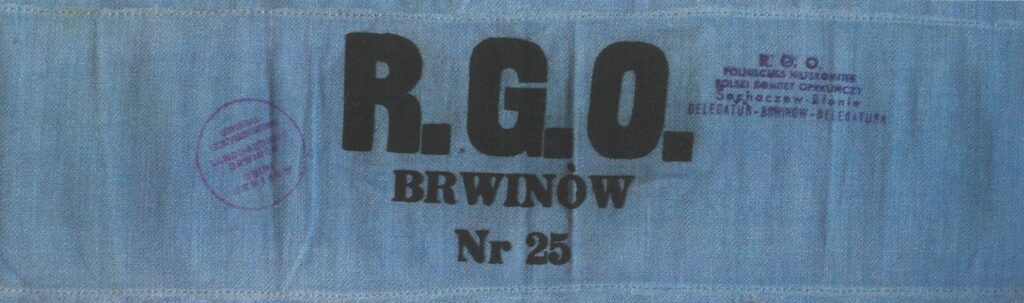 R.G.O.
BRWINÓW
Nr 25
R. G. O.
POLNISCHES HILFSKOMITEE
POLSKI KOMITET OPIEKUŃCZY
Sochaczew-Błonie
DELEGATUR-BRWINÓW-DELEGATURA